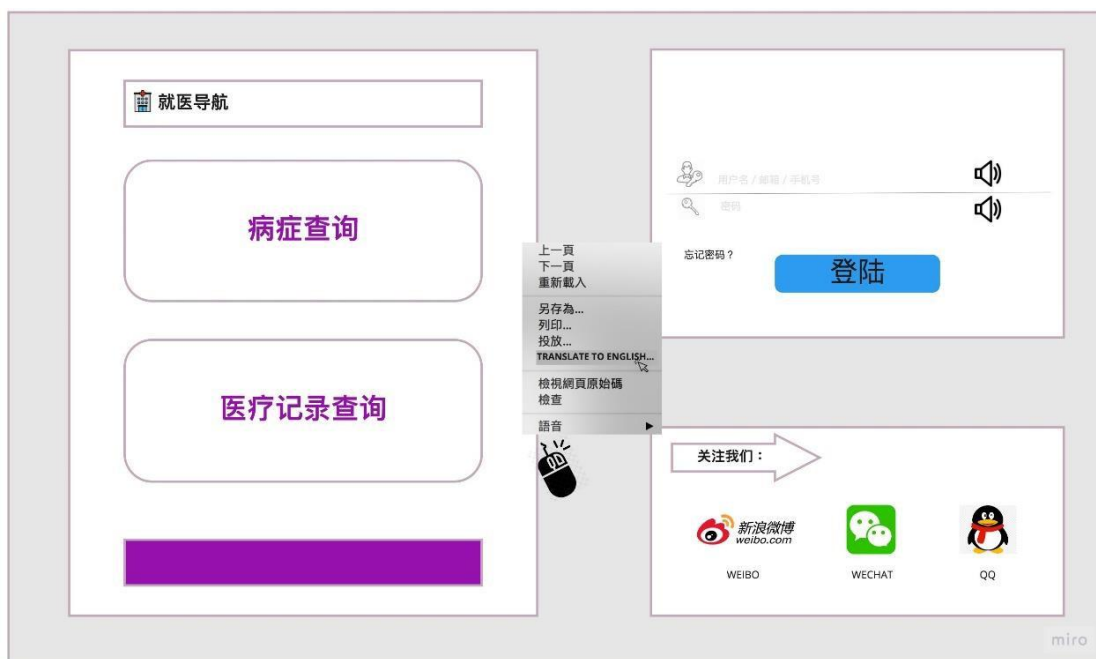 就医导航
病症查询
医疗记录查询
上一頁
下一頁
重新載入
另存為...
列印...
投放...
TRANSLATE TO ENGLISH...
檢視網頁原始碼
檢查
語音
用户名 / 邮箱 / 手机号
密码
忘记密码？
登陆
关注我们：
新浪微博
weibo.com
WEIBO
WECHAT
QQ
miro